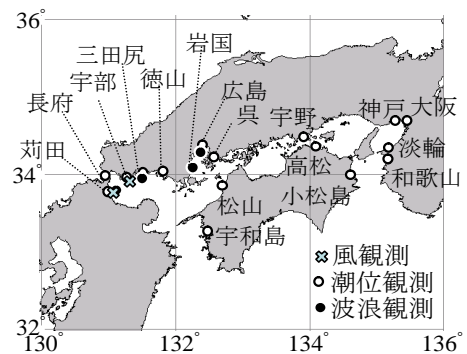 36°
34°
32°
130°
132°
134°
136°
三田尻
宇部
長府
苅田
徳山
岩国
広島
呉
宇野
神戸
大阪
淡輪
和歌山
高松
小松島
松山
宇和島
風観測
潮位観測
波浪観測